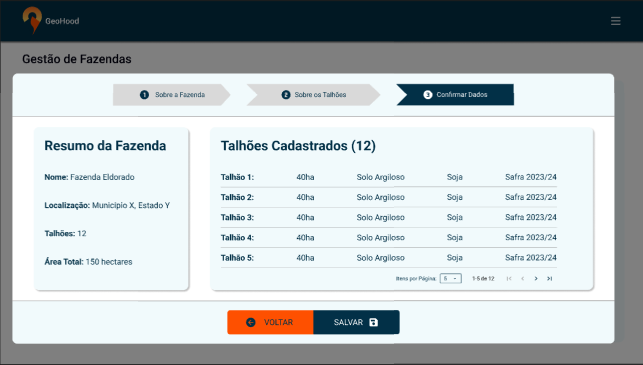 GeoHood
Gestão de Fazendas
1 Sobre a Fazenda 2 Sobre os Talhões 3 Confirmar Dados
Resumo da Fazenda
Nome: Fazenda Eldorado
Localização: Município X, Estado Y
Talhões: 12
Área Total: 150 hectares
Talhões Cadastrados (12)
Talhão 1: 40ha Solo Argiloso Soja Safra 2023/24
Talhão 2: 40ha Solo Argiloso Soja Safra 2023/24
Talhão 3: 40ha Solo Argiloso Soja Safra 2023/24
Talhão 4: 40ha Solo Argiloso Soja Safra 2023/24
Talhão 5: 40ha Solo Argiloso Soja Safra 2023/24
Itens por Página: 5 1-5 de 12
VOLTAR SALVAR